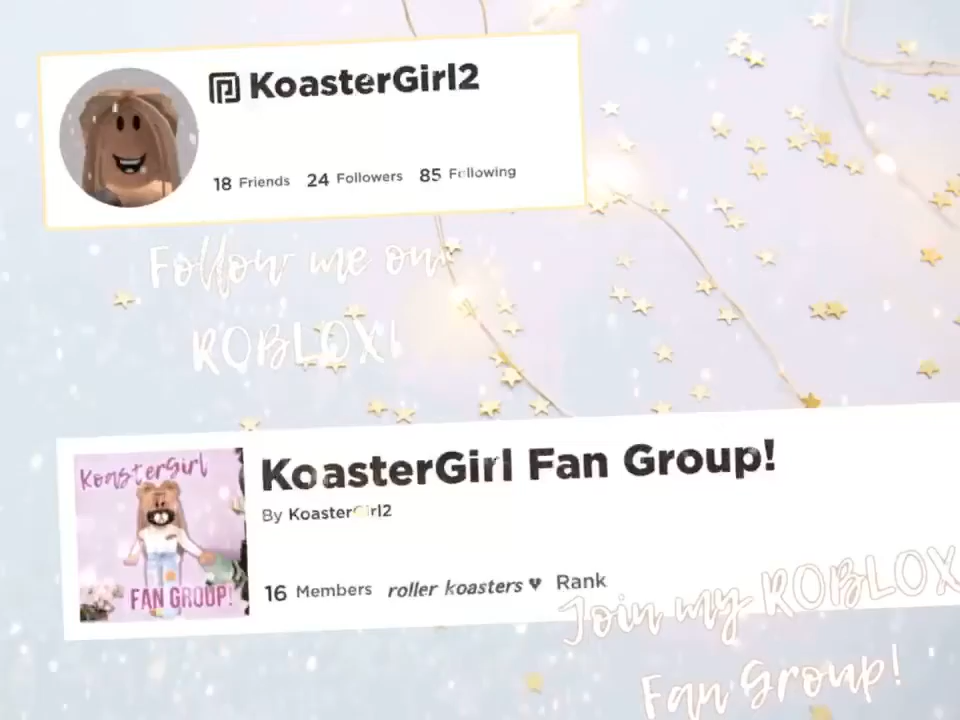 KoasterGirl2
18 Friends 24 Followers 85 Following
Follow me on
ROBLOX!
KoasterGirl
FAN GROUP!
KoasterGirl Fan Group!
By KoasterGirl2
16 Members roller koasters ♥ Rank
Join my ROBLOX
Fan Group!